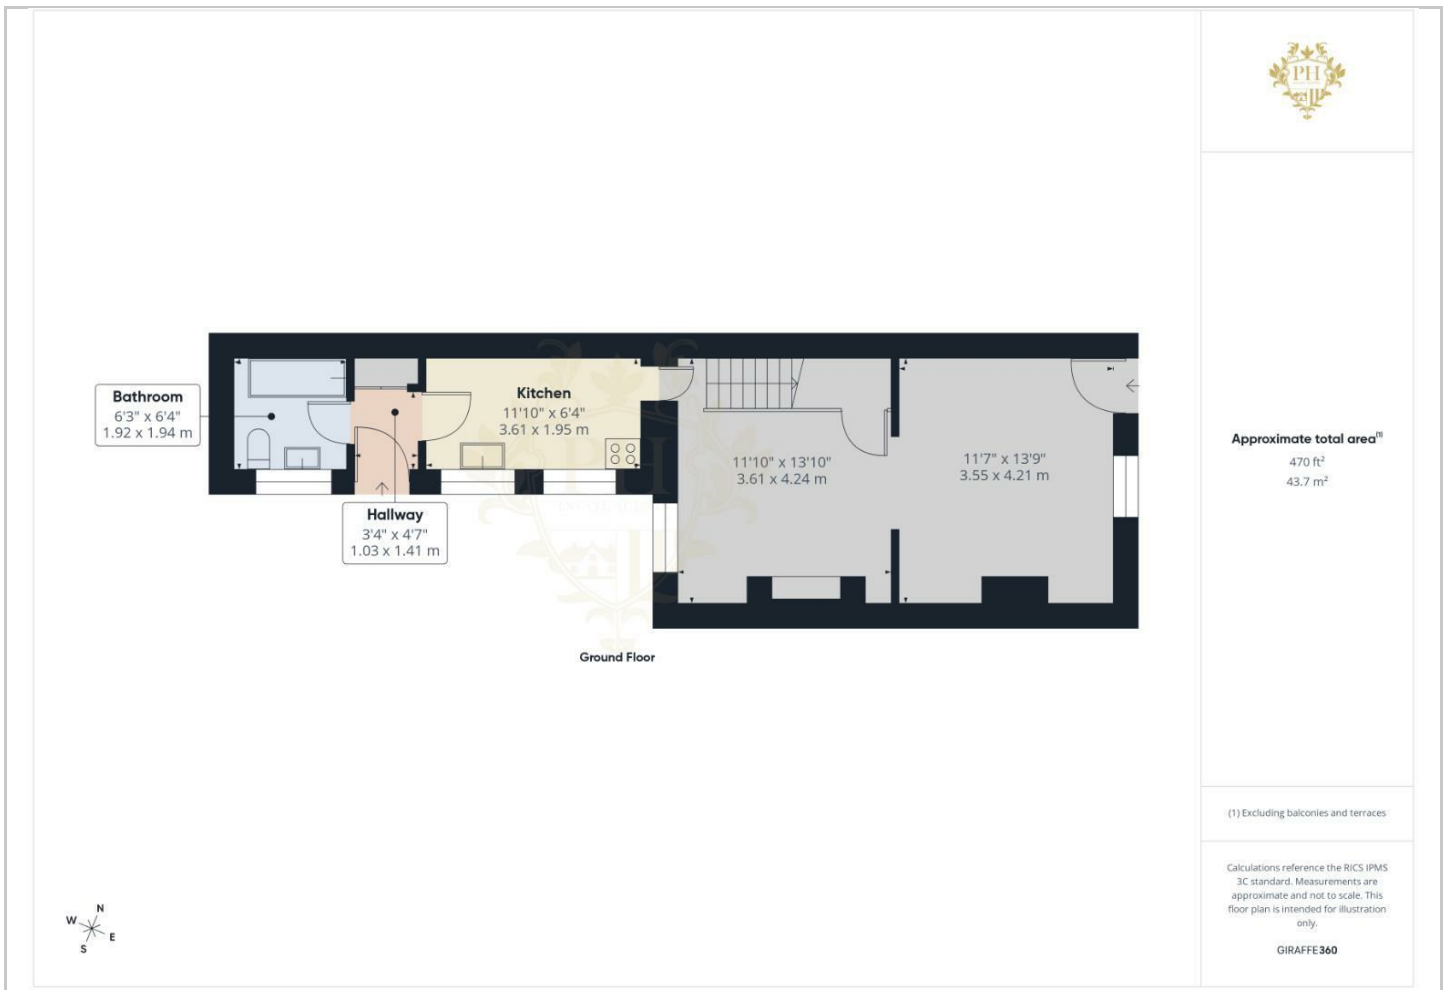 PH
Bathroom
6'3" x 6'4"
1.92 x 1.94 m
Hallway
3'4" x 4'7"
1.03 x 1.41 m
Kitchen
11'10" x 6'4"
3.61 x 1.95 m
11'10" x 13'10"
3.61 x 4.24 m
11'7" x 13'9"
3.55 x 4.21 m
Ground Floor
N
W
E
S
Approximate total area⁽¹⁾
470 ft²
43.7 m²
(1) Excluding balconies and terraces
Calculations reference the RICS IPMS
3C standard. Measurements are
approximate and not to scale. This
floor plan is intended for illustration
only.
GIRAFFE360